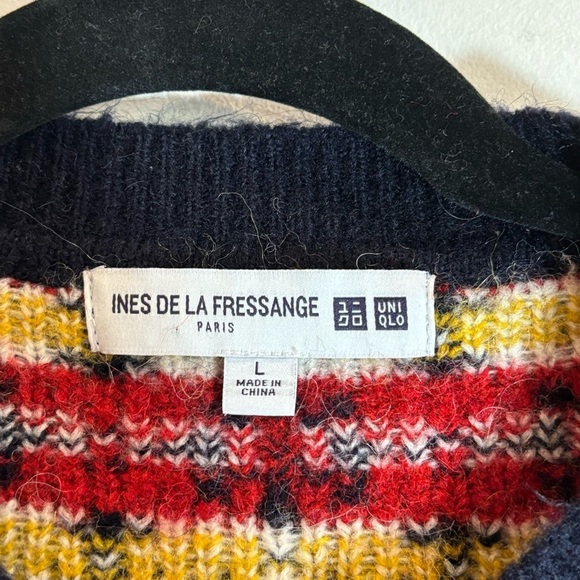 INES DE LA FRESSANGE
PARIS
ユニ
クロ
UNI
QLO
L
MADE IN
CHINA